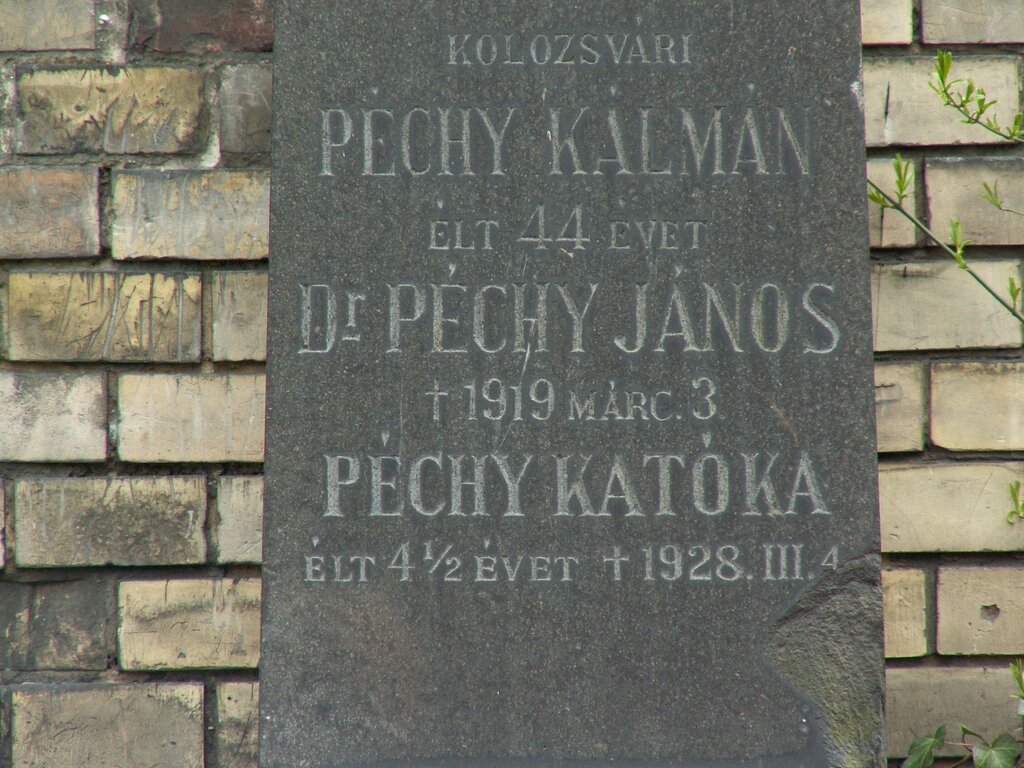 KOLOZSVÁRI
PÉCHY KÁLMÁN
ÉLT 44 ÉVET
Dr PÉCHY JÁNOS
† 1919 MÁRC. 3
PÉCHY KATÓKA
ÉLT 4 ½ ÉVET † 1928. III. 4